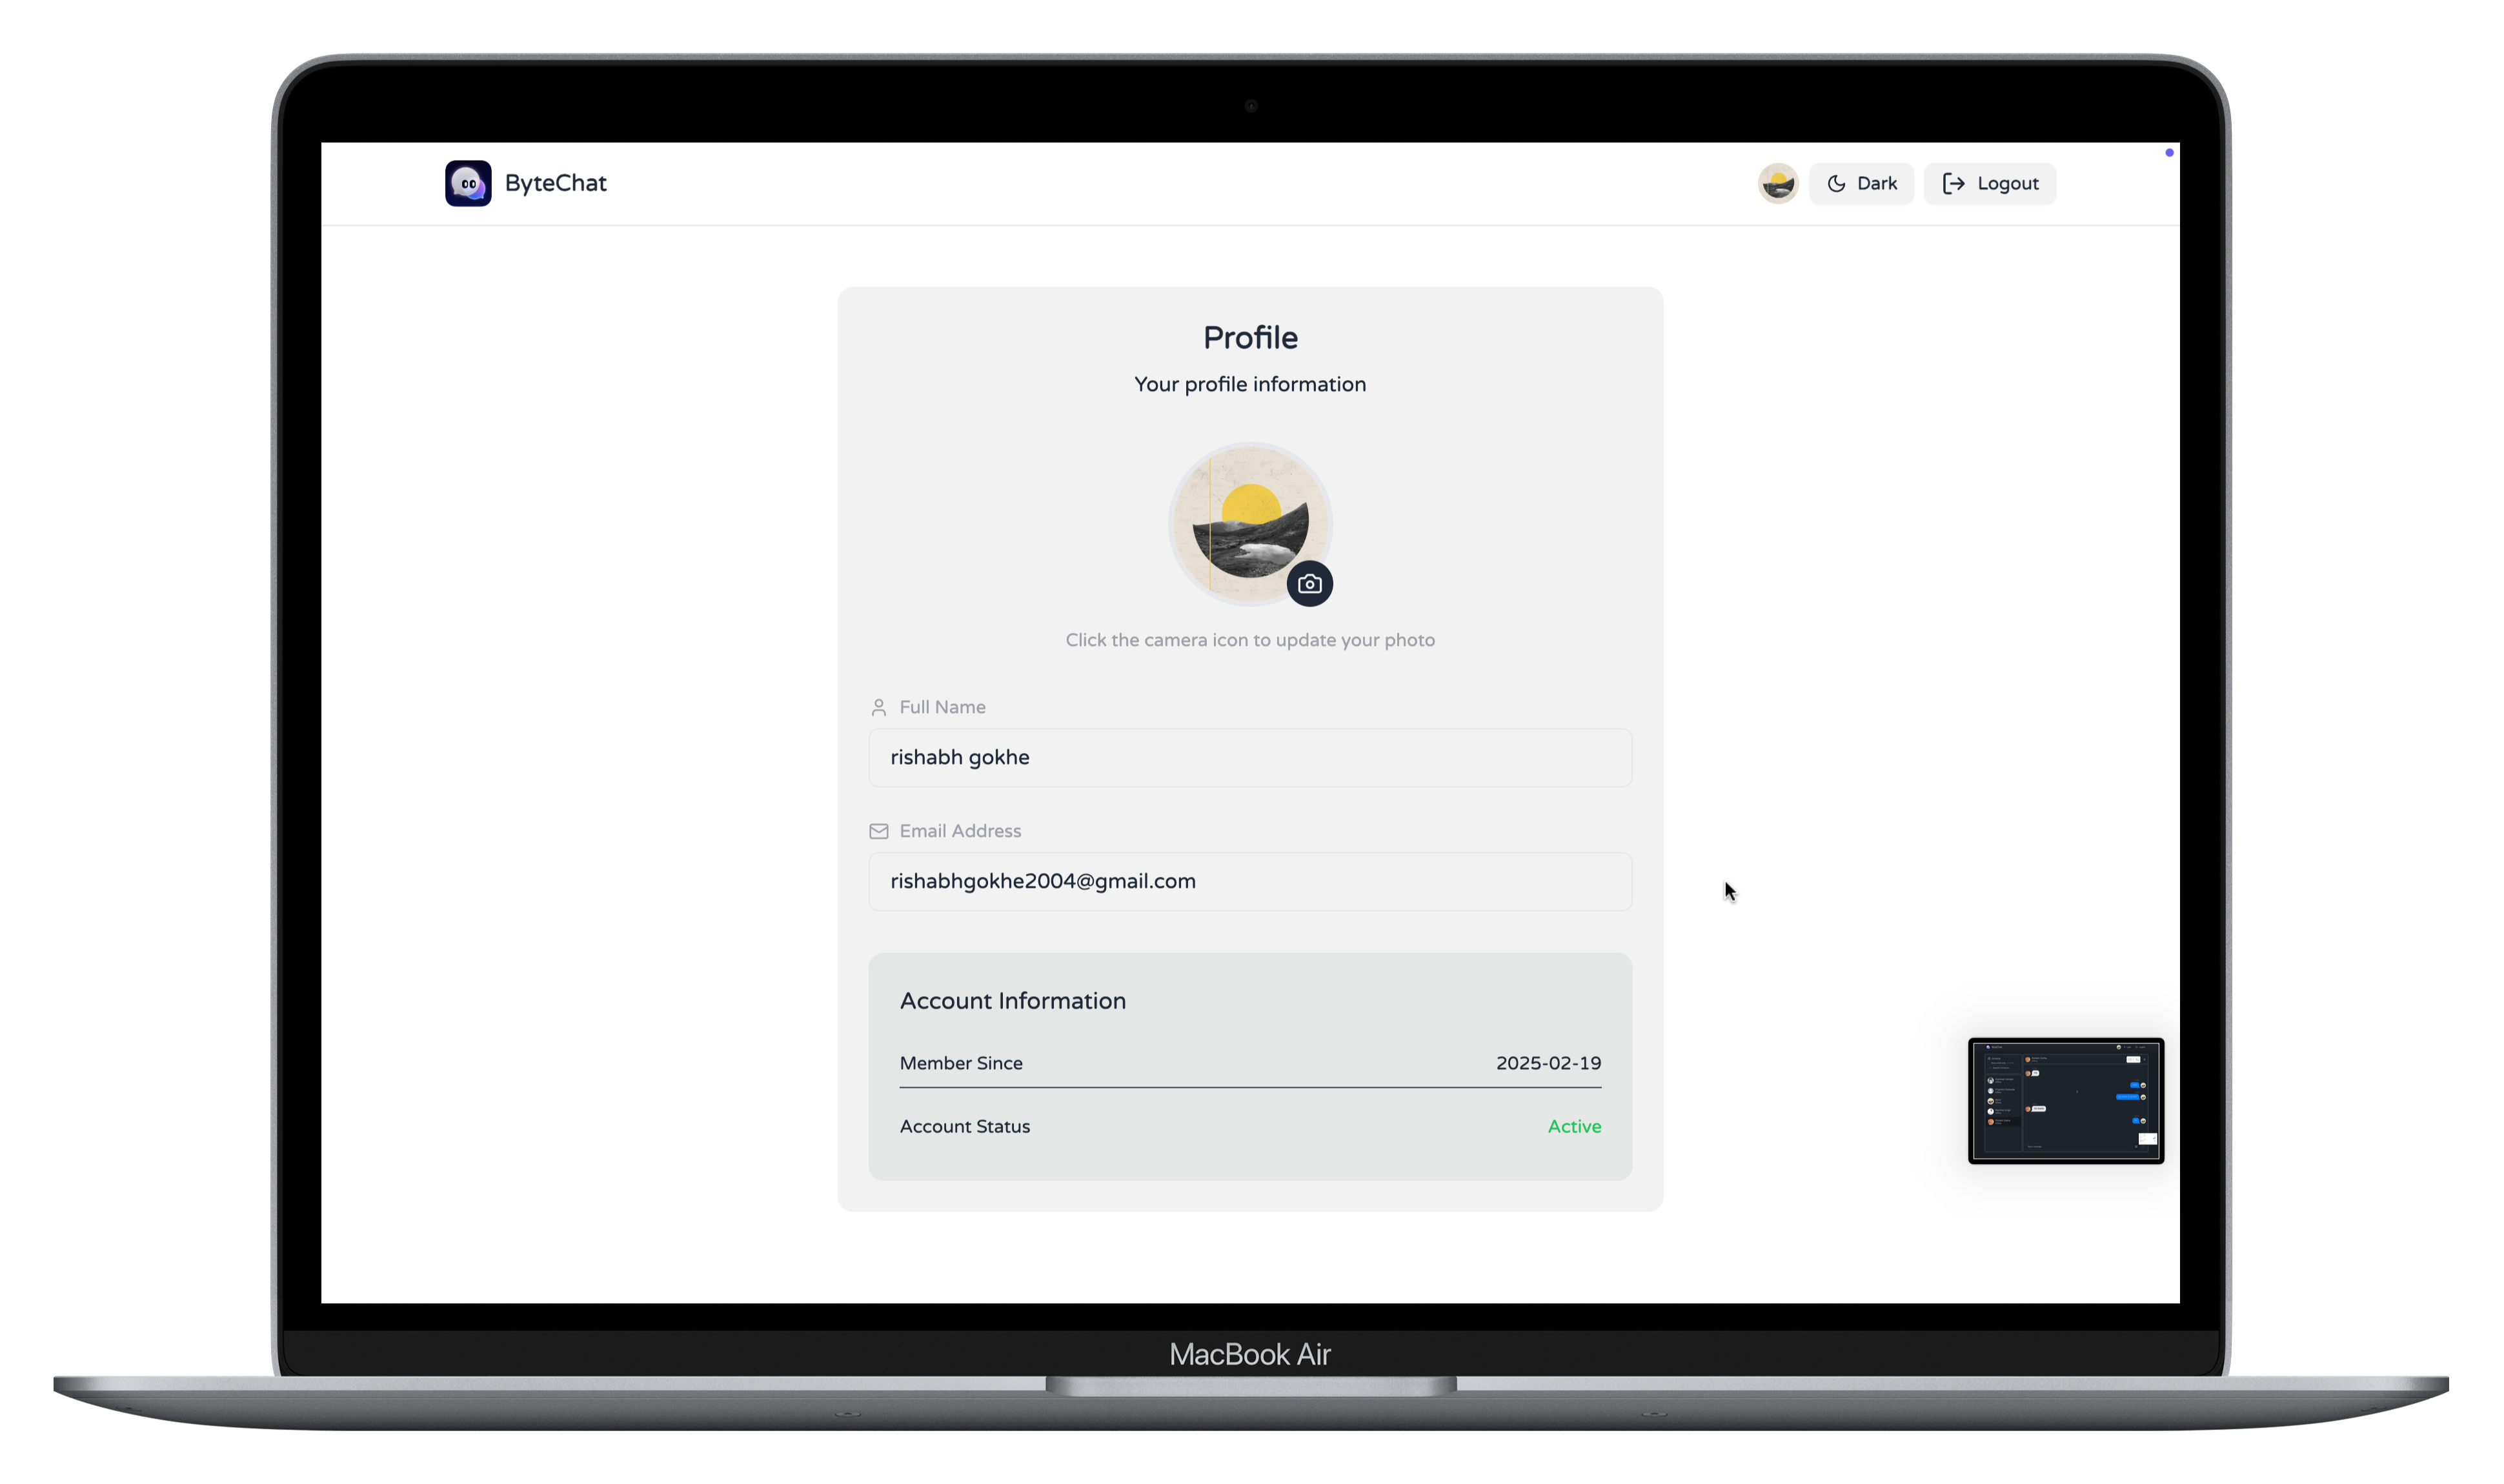 ByteChat
Dark
Logout
Profile
Your profile information
Click the camera icon to update your photo
Full Name
rishabh gokhe
Email Address
rishabhgokhe2004@gmail.com
Account Information
Member Since 2025-02-19
Account Status Active
MacBook Air